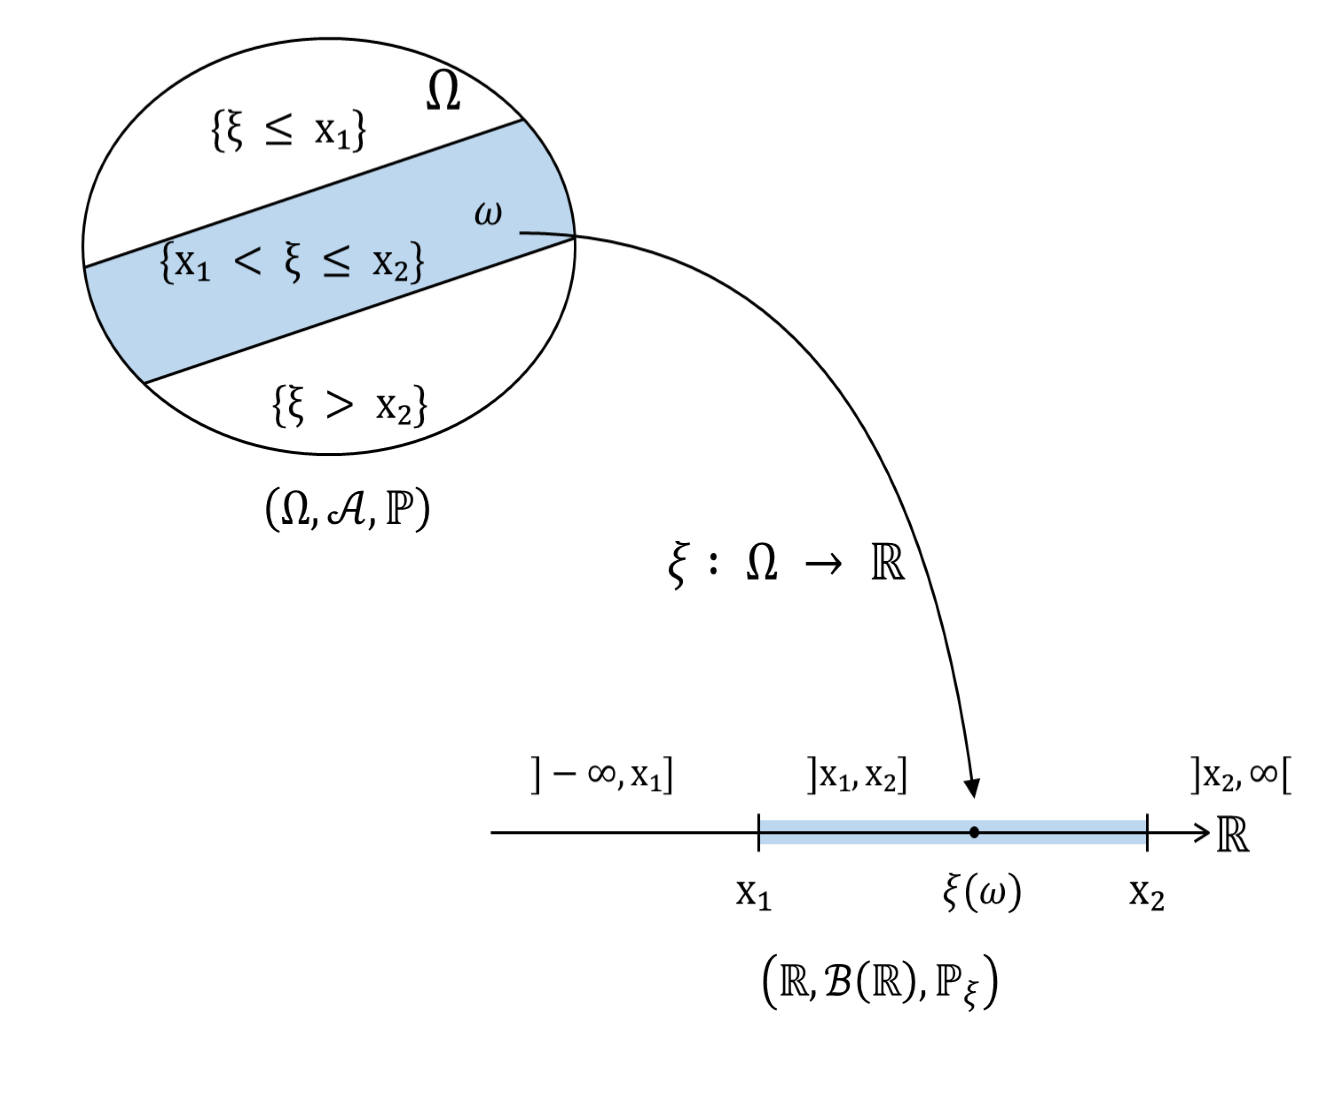 Ω
{ξ ≤ x₁}
ω
{x₁ < ξ ≤ x₂}
{ξ > x₂}
(Ω, 𝒜, ℙ)
ξ : Ω → ℝ
]− ∞, x₁]
]x₁, x₂]
]x₂, ∞[
ℝ
x₁
ξ(ω)
x₂
(ℝ, ℬ(ℝ), ℙ_ξ)